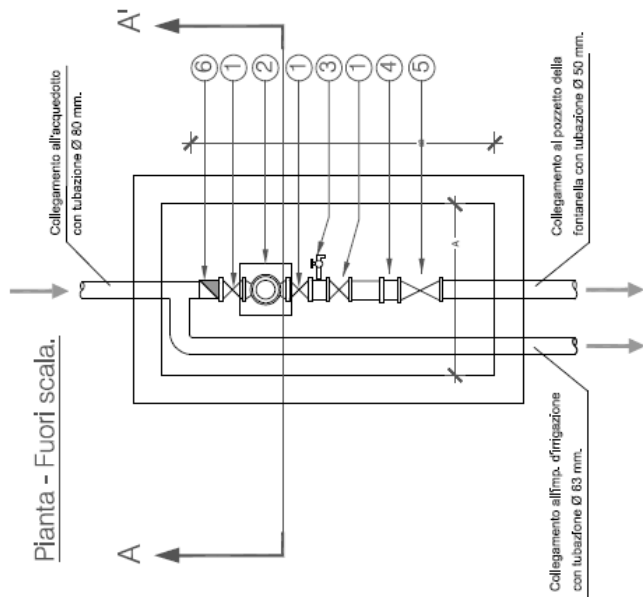 Pianta - Fuori scala.
Collegamento all'acquedotto
con tubazione Ø 80 mm.
A
A'
6
1
2
1
3
1
4
5
B
A
Collegamento all'imp. d'irrigazione
con tubazione Ø 63 mm.
Collegamento al pozzetto della
fontanella con tubazione Ø 50 mm.